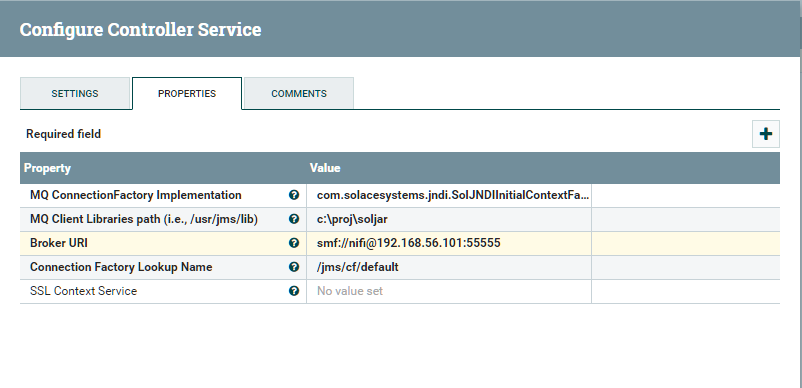 Configure Controller Service
SETTINGS PROPERTIES COMMENTS
Required field
Property Value
MQ ConnectionFactory Implementation com.solacesystems.jndi.SolJNDIInitialContextFa...
MQ Client Libraries path (i.e., /usr/jms/lib) c:\proj\soljar
Broker URI smf://nifi@192.168.56.101:55555
Connection Factory Lookup Name /jms/cf/default
SSL Context Service No value set